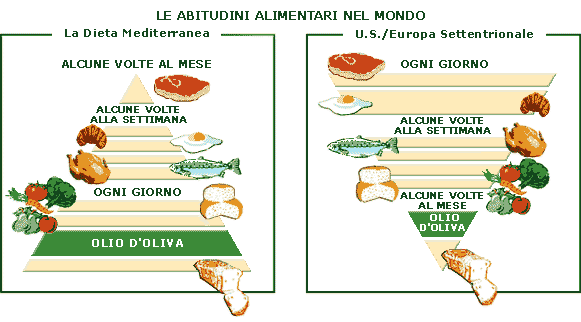 LE ABITUDINI ALIMENTARI NEL MONDO
La Dieta Mediterranea
ALCUNE VOLTE AL MESE
ALCUNE VOLTE
ALLA SETTIMANA
OGNI GIORNO
OLIO D'OLIVA
U.S./Europa Settentrionale
OGNI GIORNO
ALCUNE VOLTE
ALLA SETTIMANA
ALCUNE VOLTE
AL MESE
OLIO
D'OLIVA